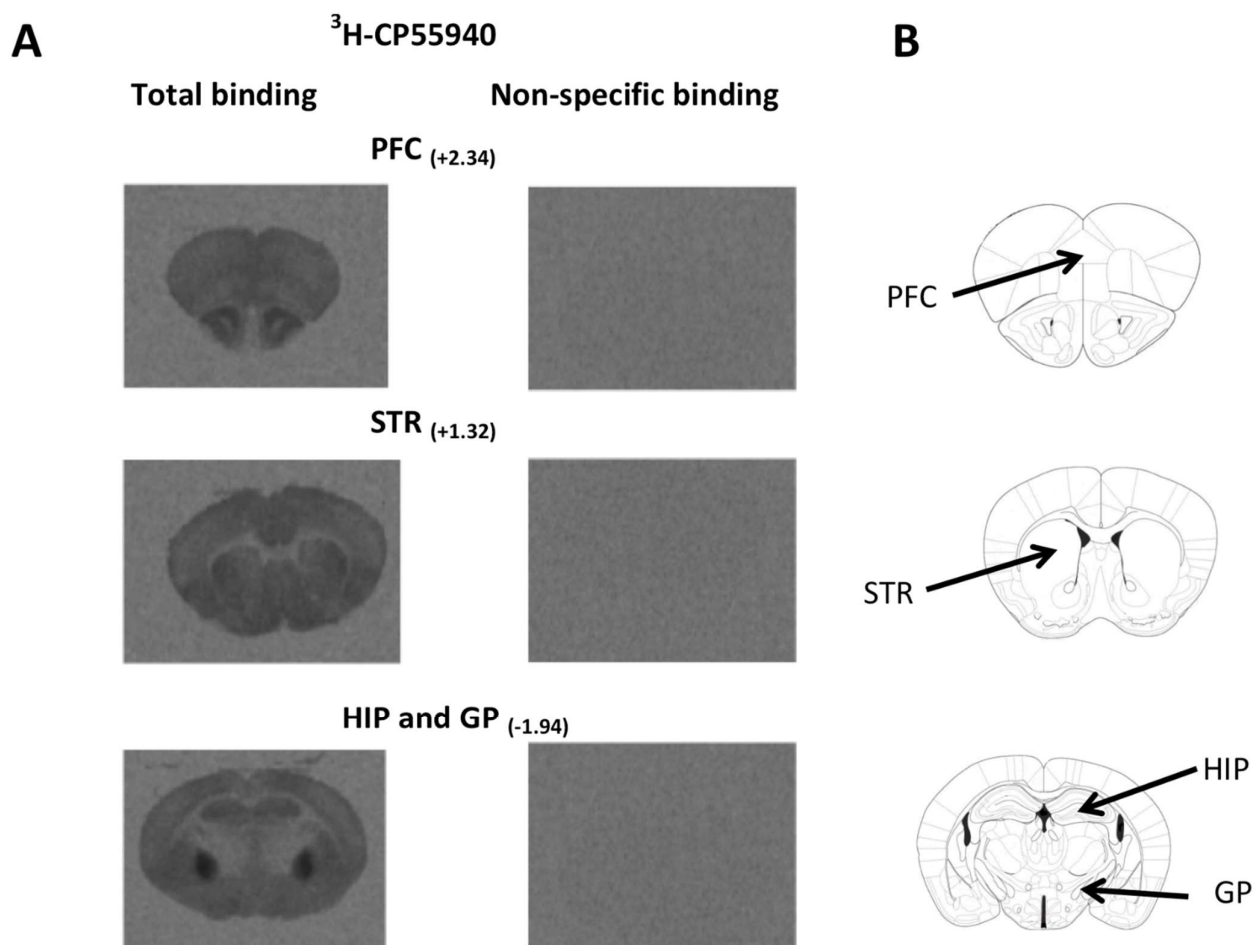 A
³H-CP55940
B
Total binding
Non-specific binding
PFC (+2.34)
PFC
STR (+1.32)
STR
HIP and GP (-1.94)
HIP
GP